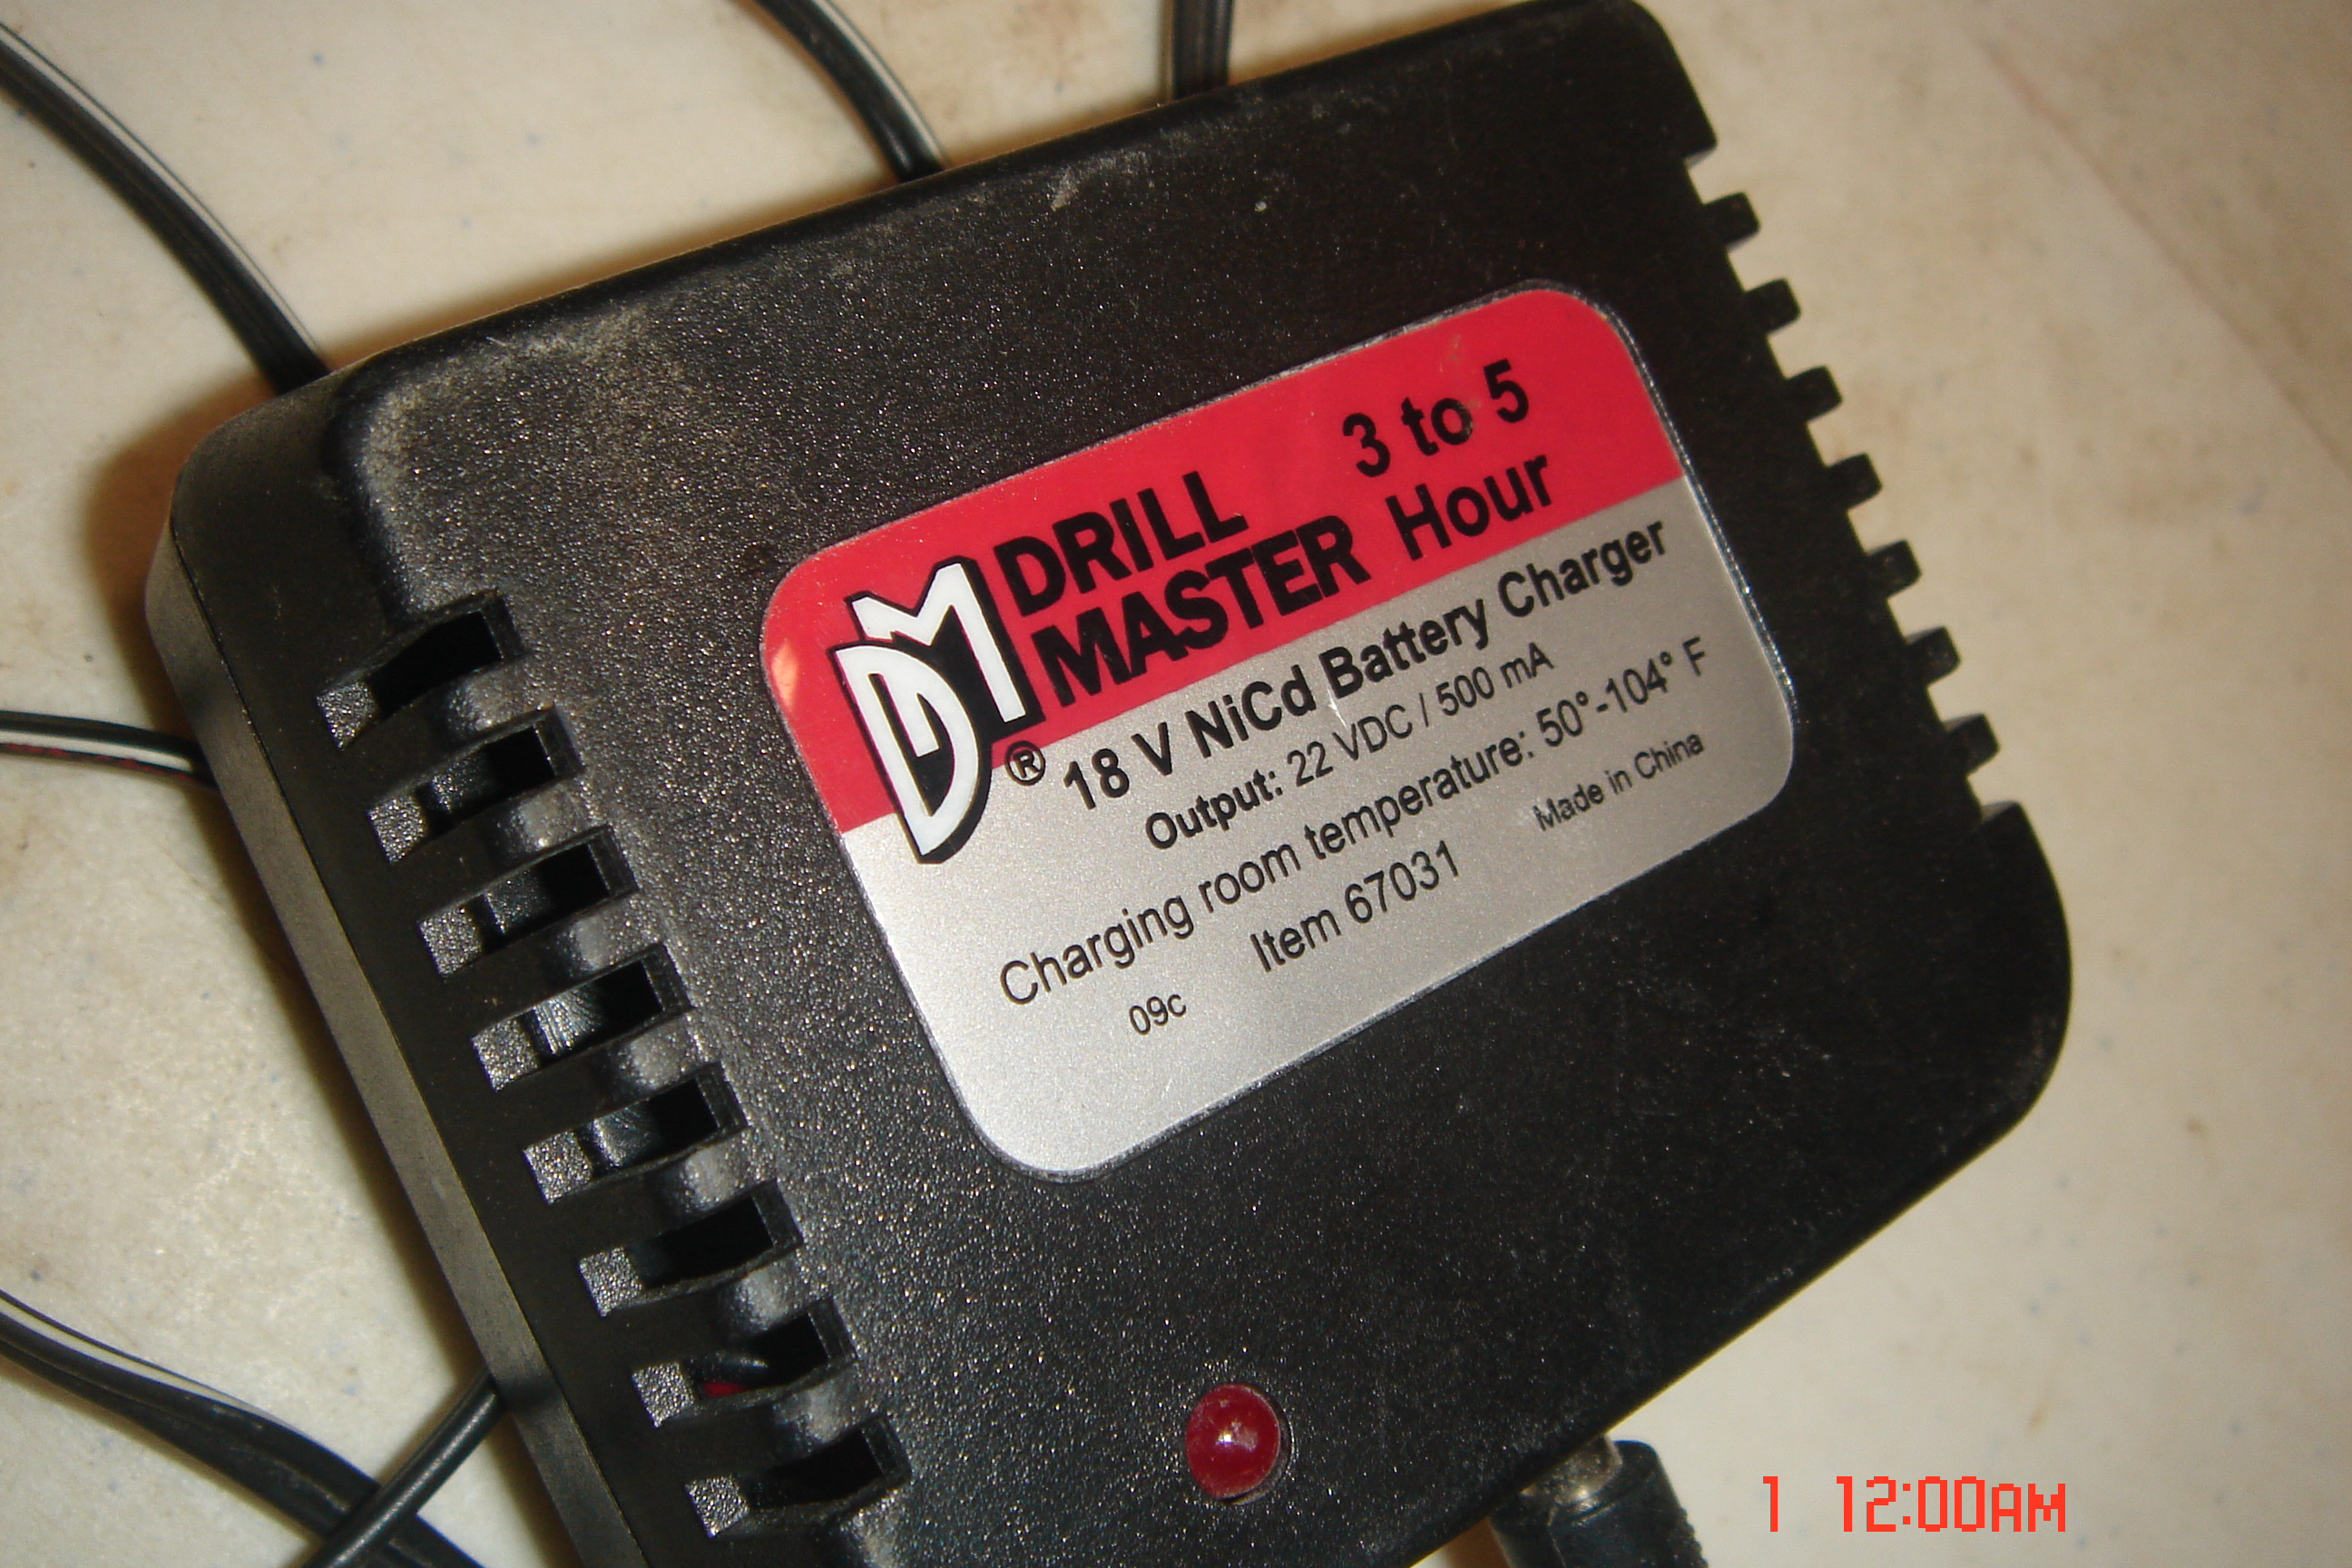 DM
DRILL
MASTER
3 to 5
Hour
®
18 V NiCd Battery Charger
Output: 22 VDC / 500 mA
Charging room temperature: 50°-104° F
Item 67031
Made in China
09c
1 12:00AM